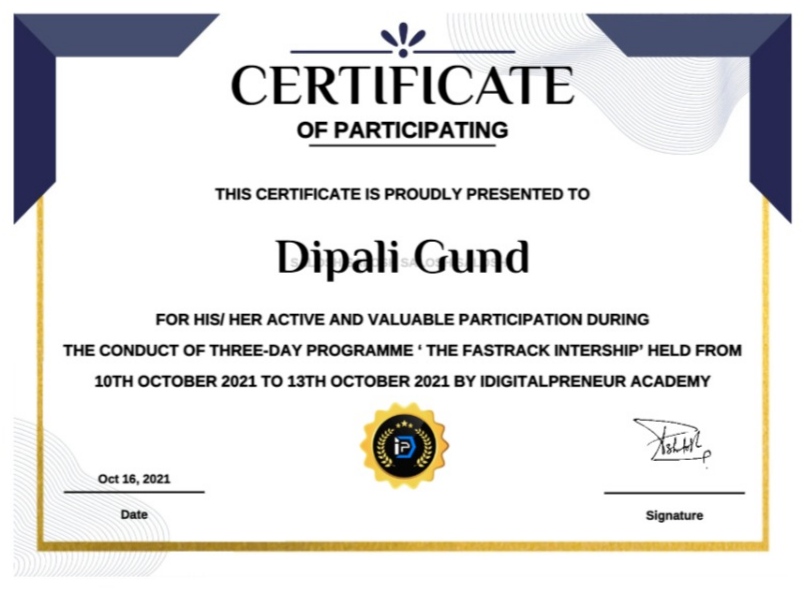 CERTIFICATE
OF PARTICIPATING
THIS CERTIFICATE IS PROUDLY PRESENTED TO
Dipali Gund
FOR HIS/ HER ACTIVE AND VALUABLE PARTICIPATION DURING
THE CONDUCT OF THREE-DAY PROGRAMME ‘ THE FASTRACK INTERSHIP’ HELD FROM
10TH OCTOBER 2021 TO 13TH OCTOBER 2021 BY IDIGITALPRENEUR ACADEMY
iP
Oct 16, 2021
Date
Signature